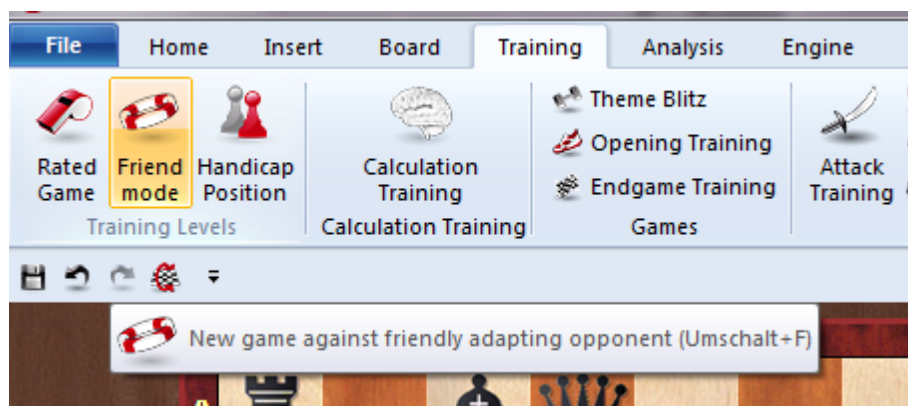 File Home Insert Board Training Analysis Engine
Rated Game
Friend mode
Handicap Position
Calculation Training
Theme Blitz
Opening Training
Endgame Training
Attack Training
Training Levels
Calculation Training
Games
New game against friendly adapting opponent (Umschalt+F)